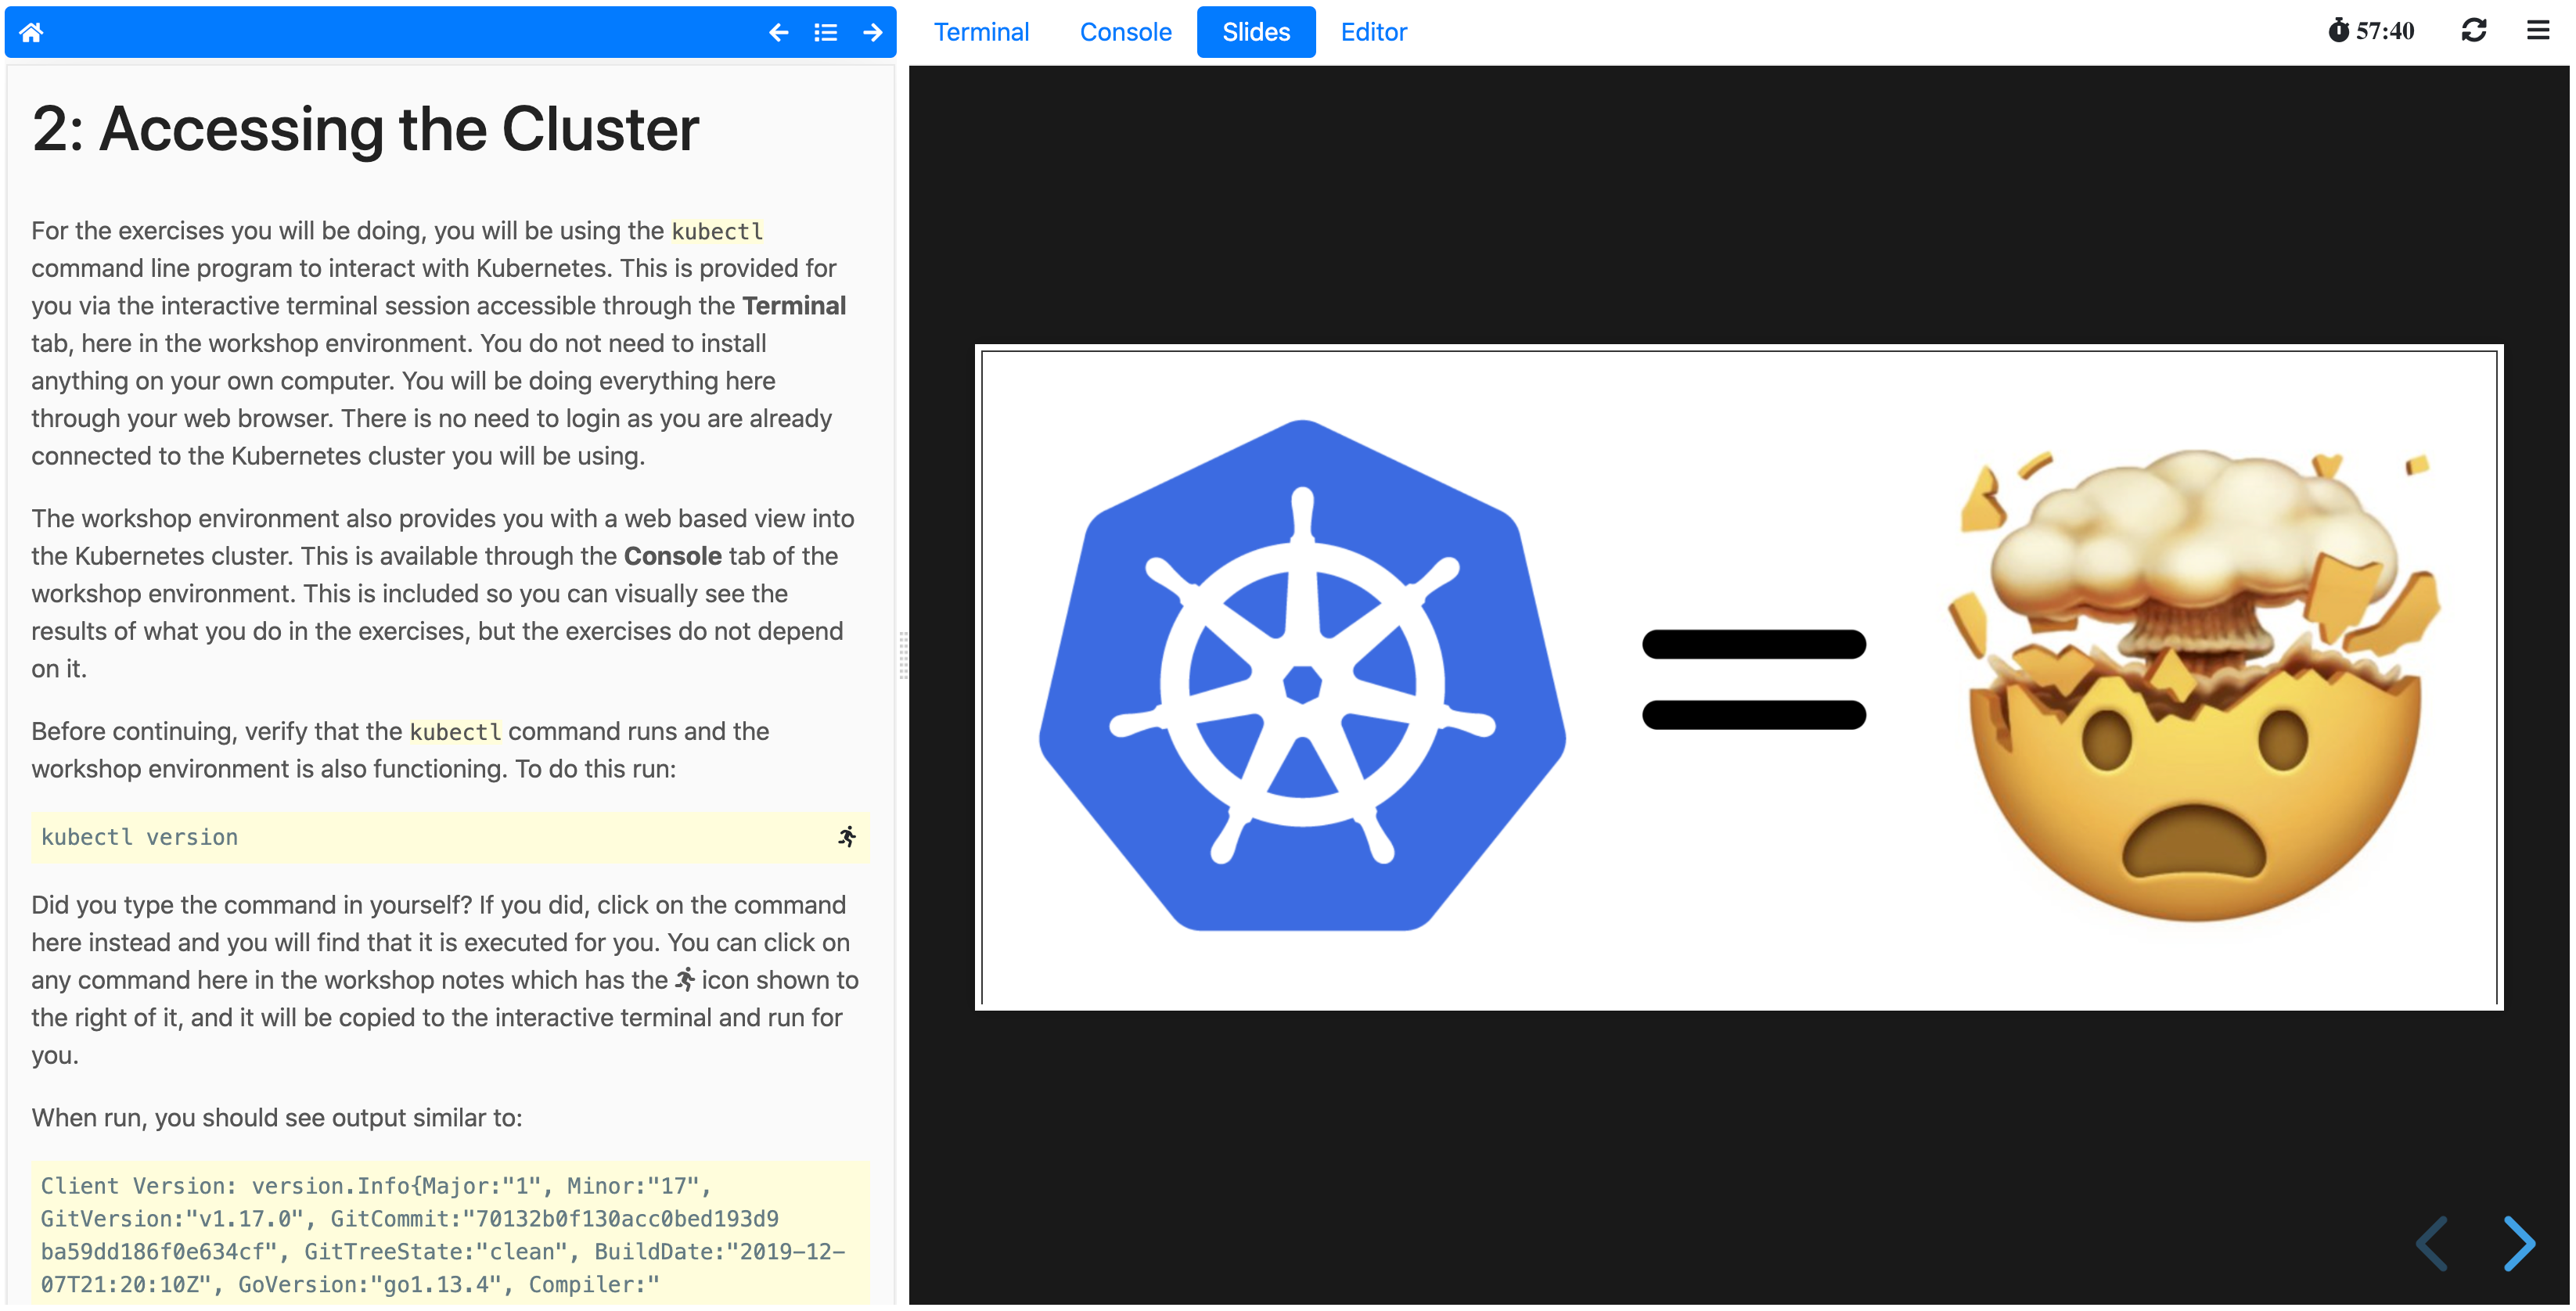 Terminal Console Slides Editor 57:40
2: Accessing the Cluster
For the exercises you will be doing, you will be using the kubectl
command line program to interact with Kubernetes. This is provided for
you via the interactive terminal session accessible through the Terminal
tab, here in the workshop environment. You do not need to install
anything on your own computer. You will be doing everything here
through your web browser. There is no need to login as you are already
connected to the Kubernetes cluster you will be using.
The workshop environment also provides you with a web based view into
the Kubernetes cluster. This is available through the Console tab of the
workshop environment. This is included so you can visually see the
results of what you do in the exercises, but the exercises do not depend
on it.
Before continuing, verify that the kubectl command runs and the
workshop environment is also functioning. To do this run:
kubectl version
Did you type the command in yourself? If you did, click on the command
here instead and you will find that it is executed for you. You can click on
any command here in the workshop notes which has the icon shown to
the right of it, and it will be copied to the interactive terminal and run for
you.
When run, you should see output similar to:
Client Version: version.Info{Major:"1", Minor:"17",
GitVersion:"v1.17.0", GitCommit:"70132b0f130acc0bed193d9
ba59dd186f0e634cf", GitTreeState:"clean", BuildDate:"2019-12-
07T21:20:10Z", GoVersion:"go1.13.4", Compiler:"